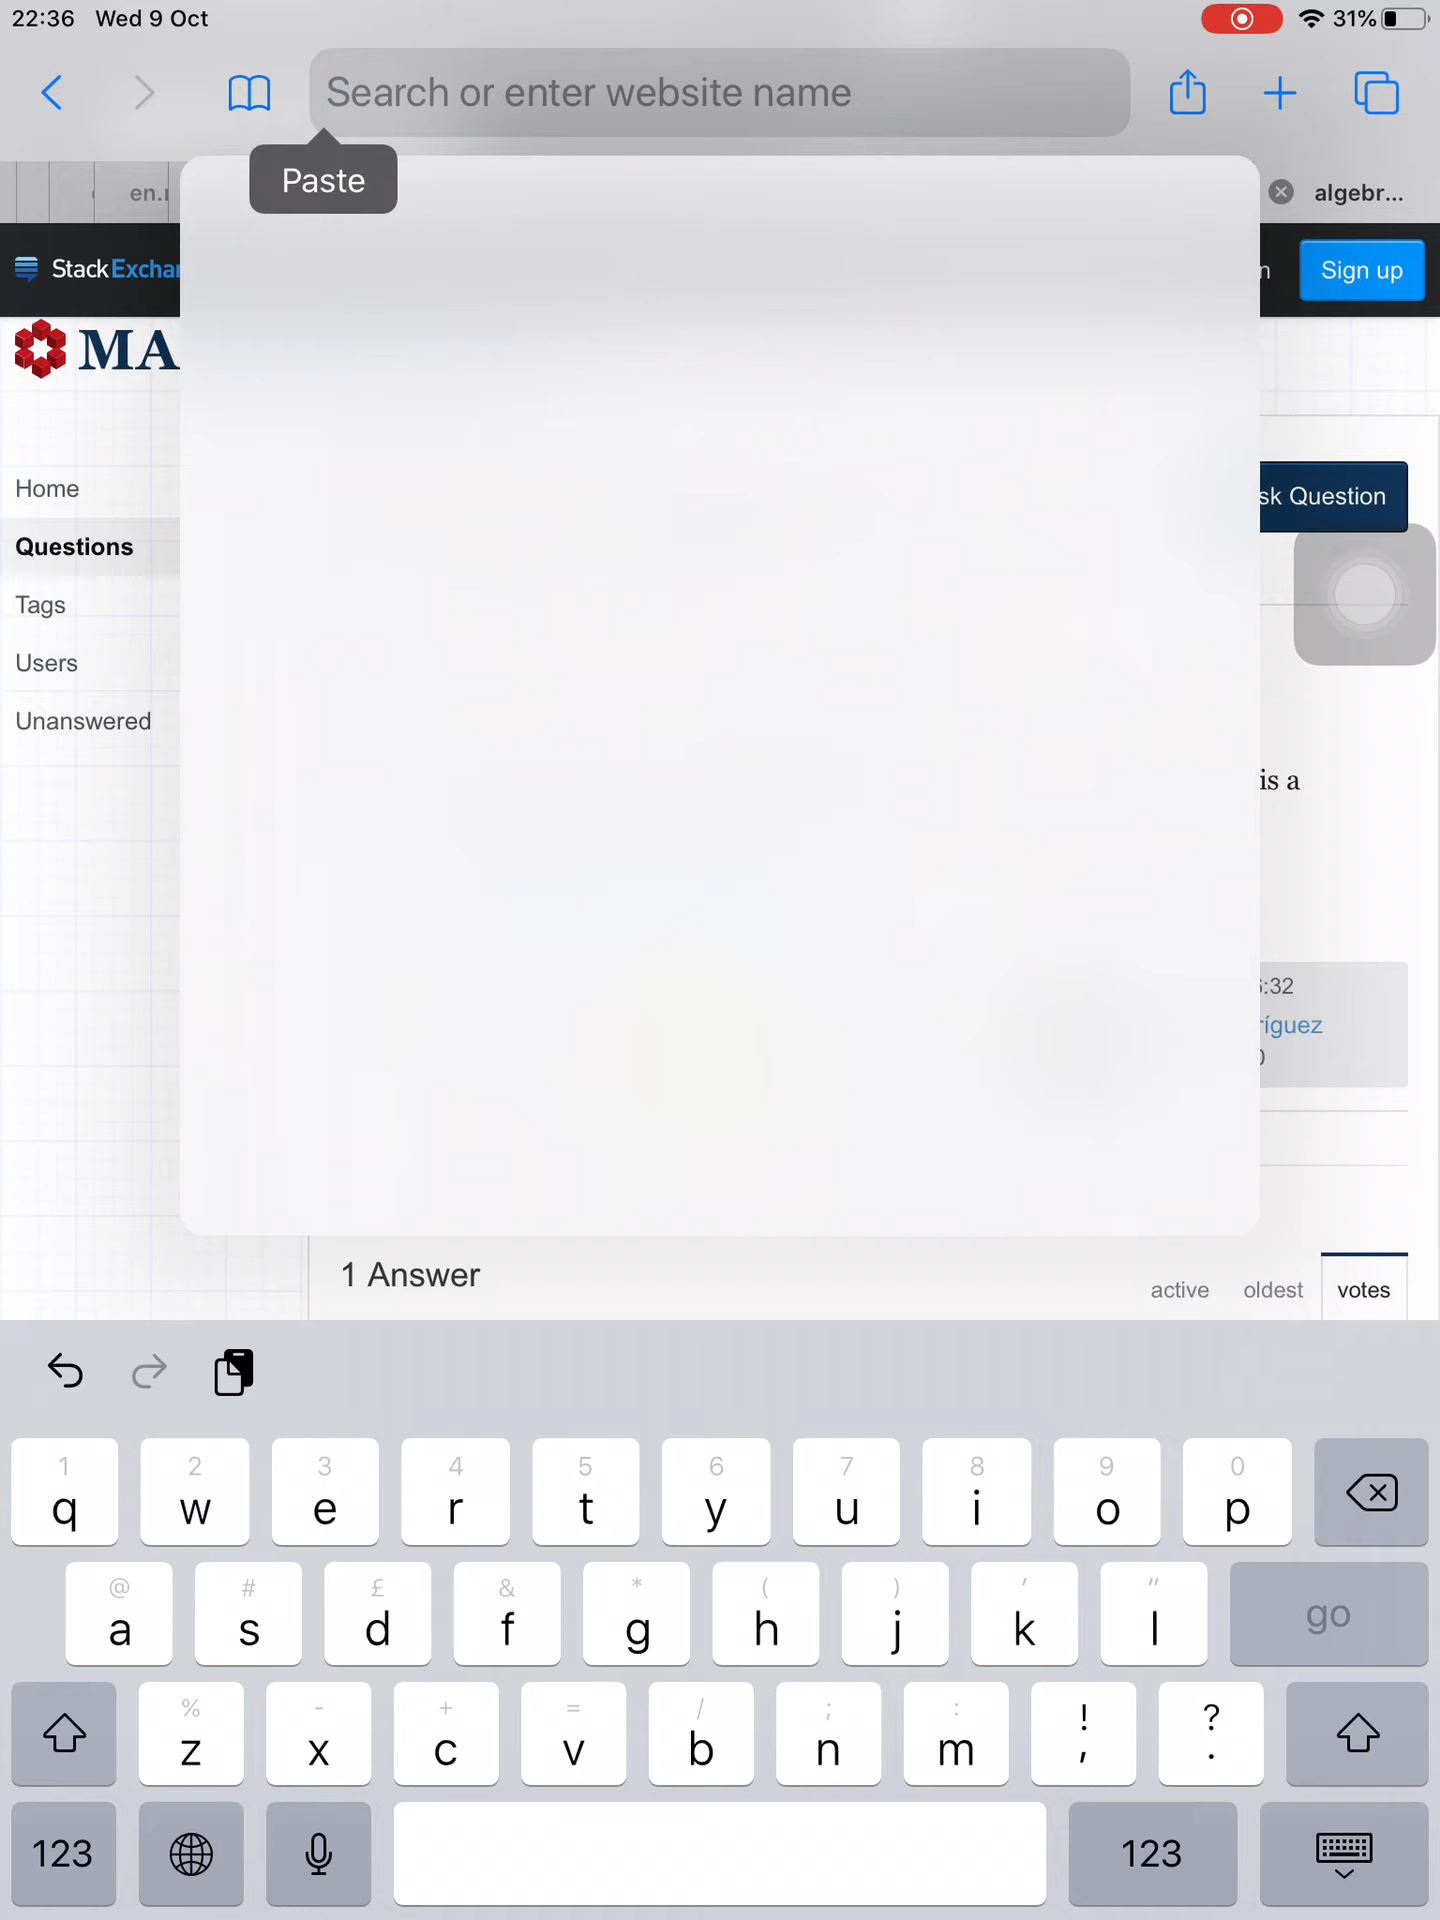 22:36 Wed 9 Oct
31%
Search or enter website name
Paste
en.
algebr...
StackExchan
Sign up
MA
Home
Questions
sk Question
Tags
Users
Unanswered
is a
:32
ríguez
1 Answer
active oldest votes
1 2 3 4 5 6 7 8 9 0
q w e r t y u i o p
@ # £ & * ( ) ' "
a s d f g h j k l go
% - + = / ; : ! ?
z x c v b n m , .
123 123